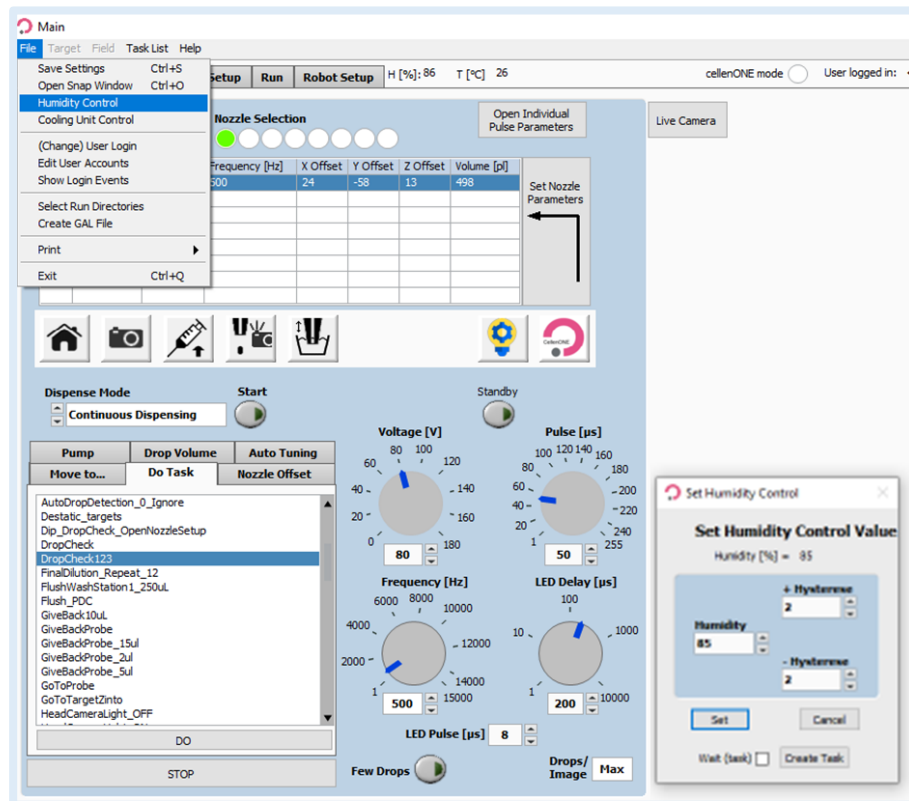 Main
File Target Field Task List Help
Save Settings Ctrl+S
Open Snap Window Ctrl+O
Humidity Control
Cooling Unit Control
(Change) User Login
Edit User Accounts
Show Login Events
Select Run Directories
Create GAL File
Print
Exit Ctrl+Q
Setup Run Robot Setup H [%]: 86 T [°C] 26 cellenONE mode User logged in:
Nozzle Selection
Open Individual
Pulse Parameters
Live Camera
Frequency [Hz] X Offset Y Offset Z Offset Volume [pl]
500 24 -58 13 498
Set Nozzle
Parameters
CellenONE
Dispense Mode Start Standby
Continuous Dispensing
Pump Drop Volume Auto Tuning
Move to... Do Task Nozzle Offset
AutoDropDetection_0_Ignore
Destatic_targets
Dip_DropCheck_OpenNozzleSetup
DropCheck
DropCheck123
FinalDilution_Repeat_12
FlushWashStation1_250uL
Flush_PDC
GiveBack10uL
GiveBackProbe
GiveBackProbe_15ul
GiveBackProbe_2ul
GiveBackProbe_5ul
GoToProbe
GoToTargetZinto
HeadCameraLight_OFF
DO
STOP
Voltage [V]
0 20 40 60 80 100 120 140 160 180
80
Pulse [µs]
1 20 40 60 80 100 120 140 160 180 200 220 240 255
50
Frequency [Hz]
1 2000 4000 6000 8000 10000 12000 14000 15000
500
LED Delay [µs]
1 10 100 1000 10000
200
LED Pulse [µs] 8
Few Drops
Drops/
Image Max
Set Humidity Control
Set Humidity Control Value
Humidity [%] = 85
+ Hysterese
2
Humidity
85
- Hysterese
2
Set Cancel
Wait (task) Create Task